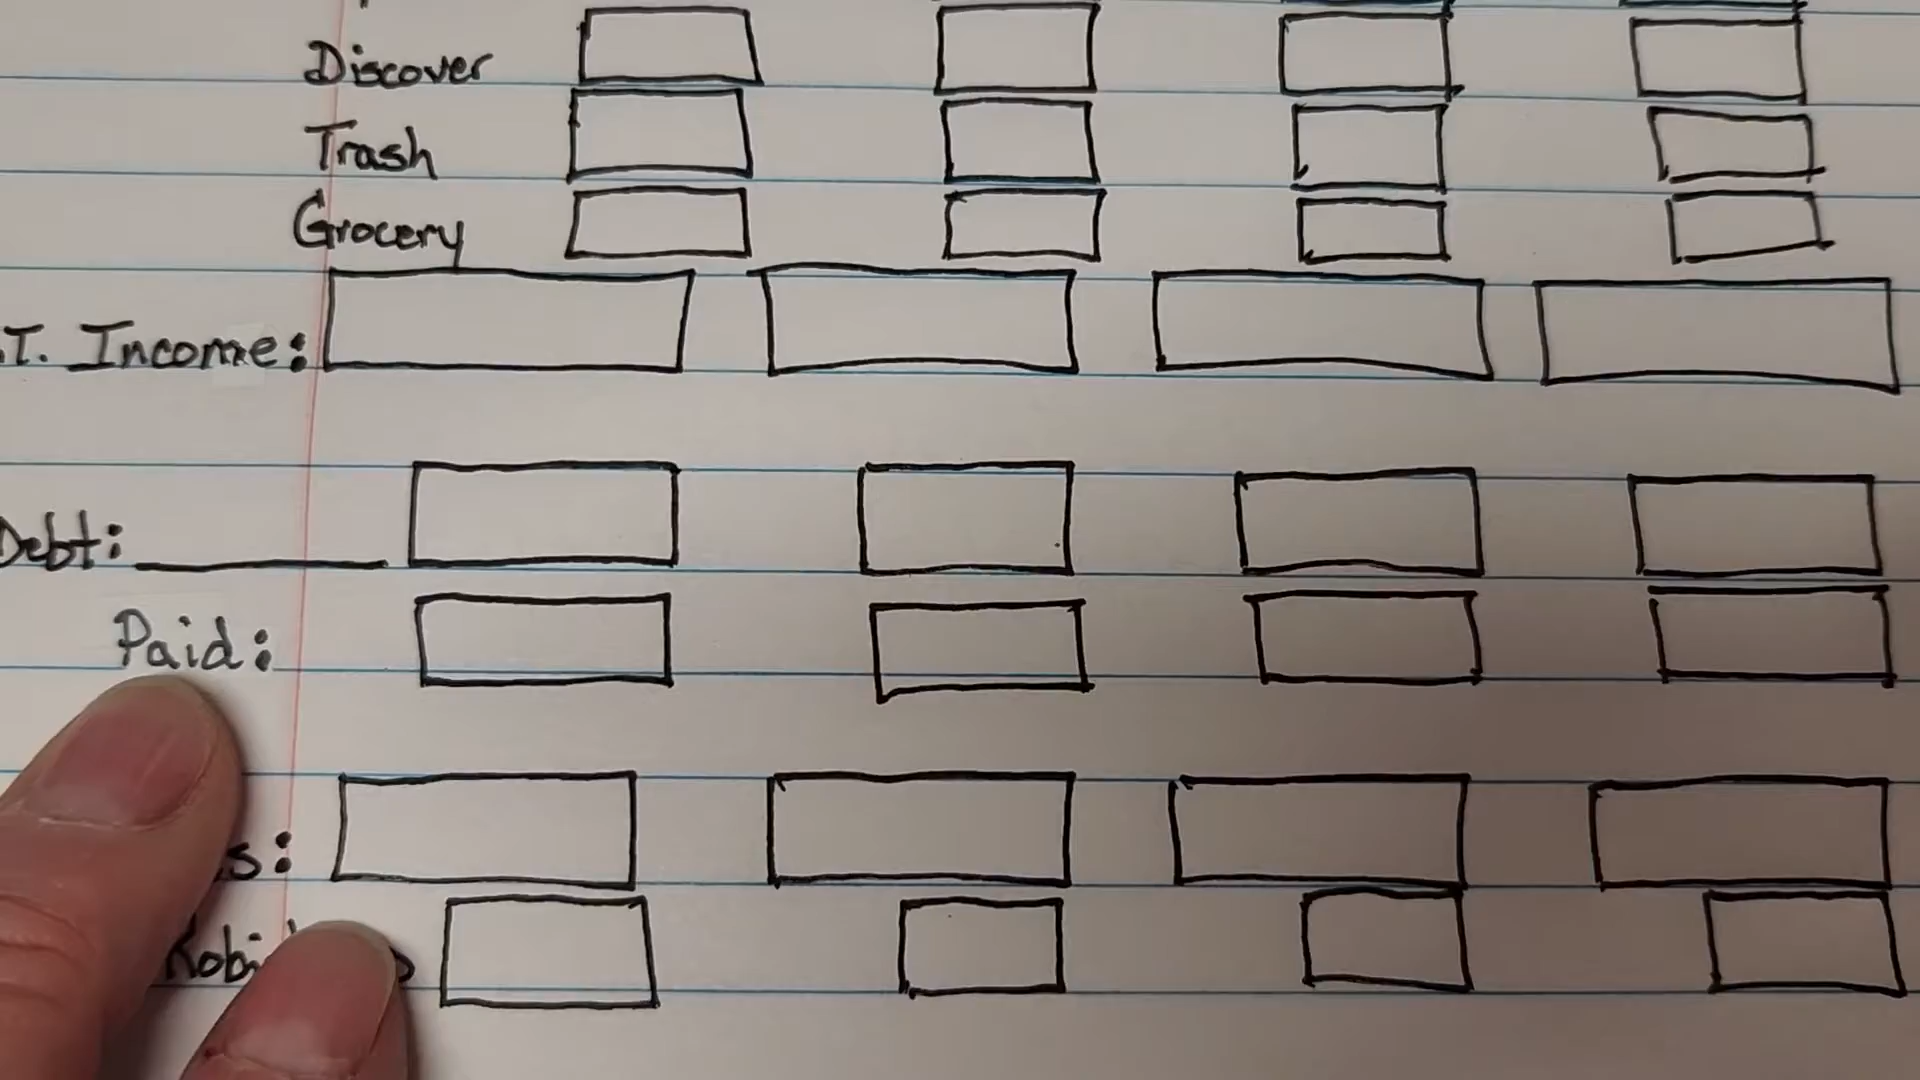 Discover
Trash
Grocery
T. Income:
Debt:
Paid: